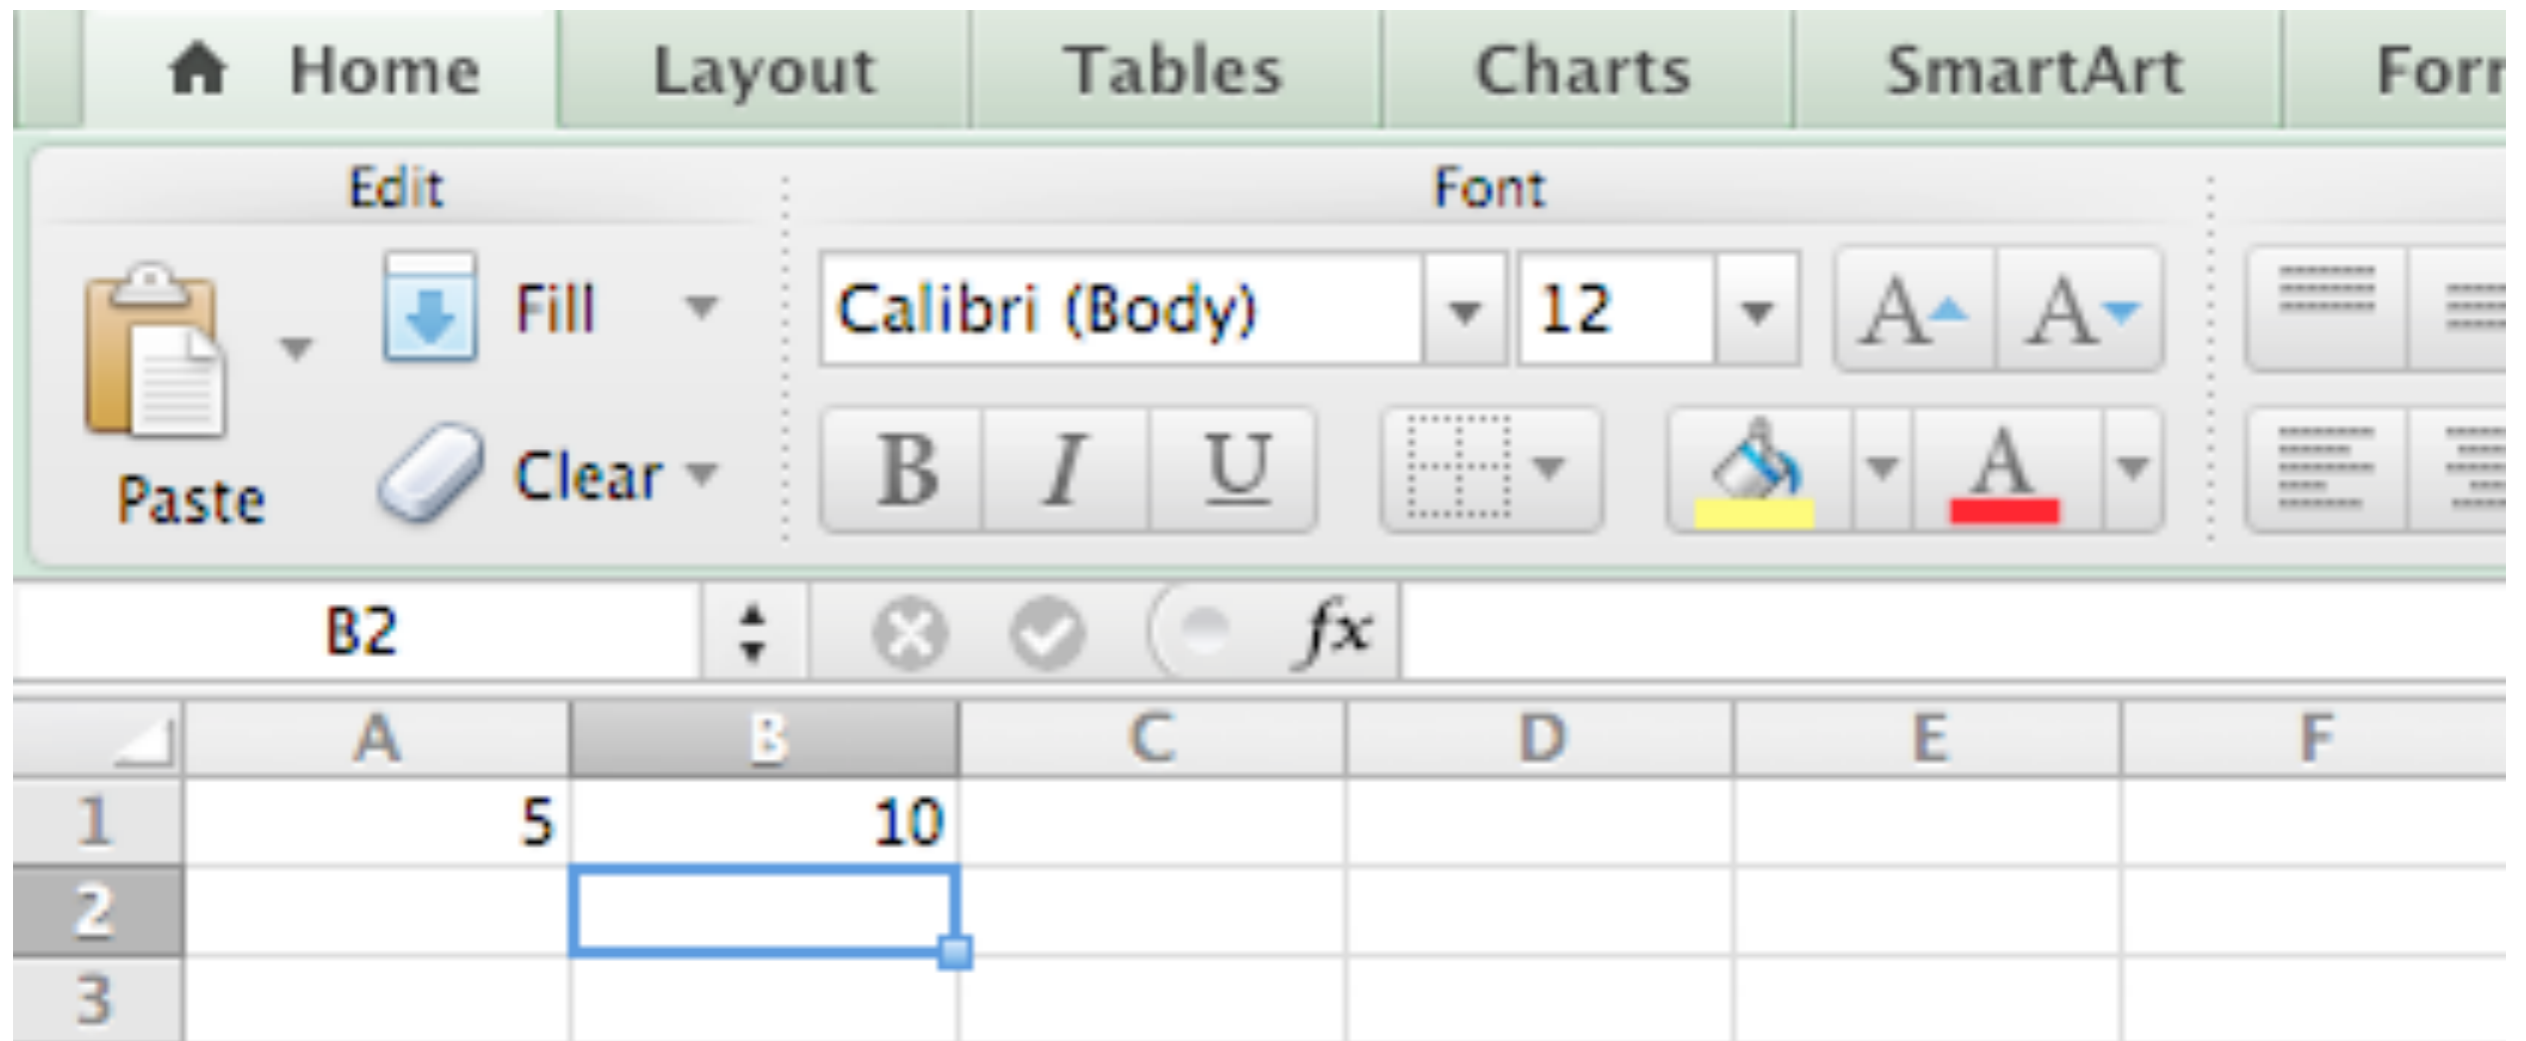 Home Layout Tables Charts SmartArt
Edit Font
Fill Calibri (Body) 12 A A
Paste Clear B I U A
B2 fx
A B C D E F
1 5 10
2
3